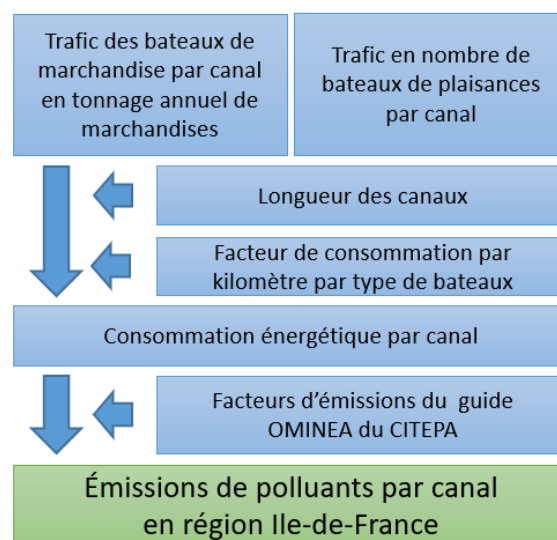 Trafic des bateaux de
marchandise par canal
en tonnage annuel de
marchandises
Trafic en nombre de
bateaux de plaisances
par canal
Longueur des canaux
Facteur de consommation par
kilomètre par type de bateaux
Consommation énergétique par canal
Facteurs d’émissions du guide
OMINEA du CITEPA
Émissions de polluants par canal
en région Ile-de-France